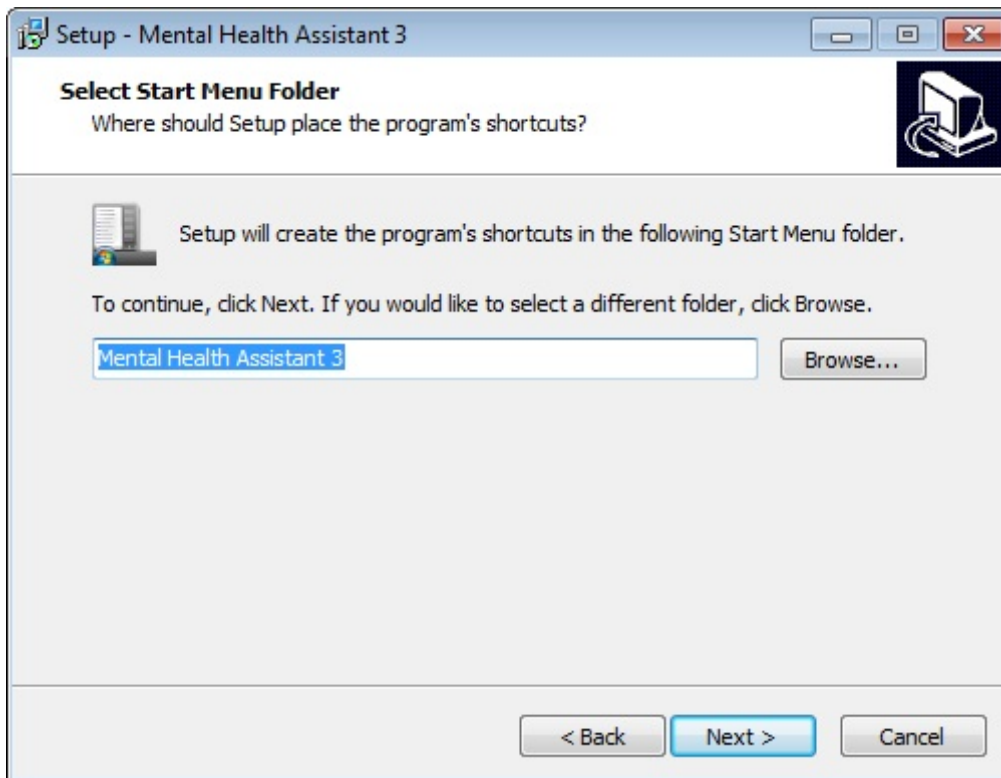 Setup - Mental Health Assistant 3
Select Start Menu Folder
Where should Setup place the program's shortcuts?
Setup will create the program's shortcuts in the following Start Menu folder.
To continue, click Next. If you would like to select a different folder, click Browse.
Mental Health Assistant 3
Browse...
< Back
Next >
Cancel